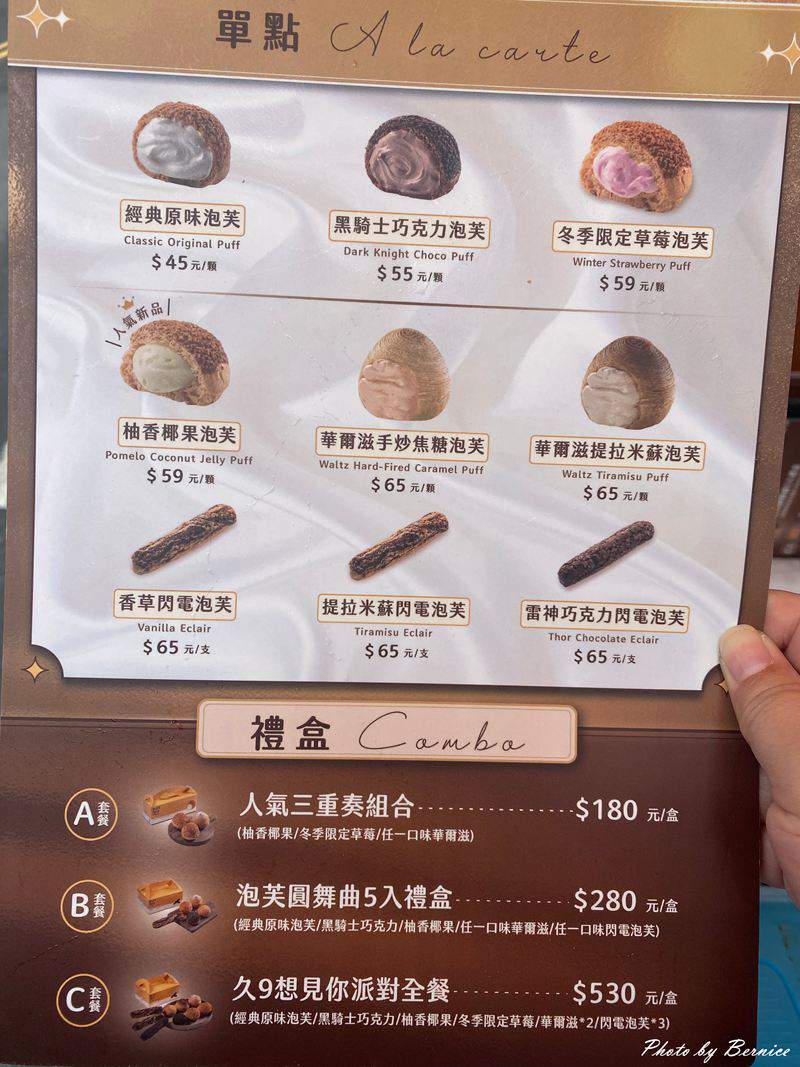 單點 A la carte
經典原味泡芙
Classic Original Puff
$45元/顆
黑騎士巧克力泡芙
Dark Knight Choco Puff
$55元/顆
冬季限定草莓泡芙
Winter Strawberry Puff
$59元/顆
人氣新品
柚香椰果泡芙
Pomelo Coconut Jelly Puff
$59元/顆
華爾滋手炒焦糖泡芙
Waltz Hard-Fired Caramel Puff
$65元/顆
華爾滋提拉米蘇泡芙
Waltz Tiramisu Puff
$65元/顆
香草閃電泡芙
Vanilla Eclair
$65元/支
提拉米蘇閃電泡芙
Tiramisu Eclair
$65元/支
雷神巧克力閃電泡芙
Thor Chocolate Eclair
$65元/支
禮盒 Combo
A套餐 人氣三重奏組合 $180 元/盒
(柚香椰果/冬季限定草莓/任一口味華爾滋)
B套餐 泡芙圓舞曲5入禮盒 $280 元/盒
(經典原味泡芙/黑騎士巧克力/柚香椰果/任一口味華爾滋/任一口味閃電泡芙)
C套餐 久9想見你派對全餐 $530 元/盒
(經典原味泡芙/黑騎士巧克力/柚香椰果/冬季限定草莓/華爾滋*2/閃電泡芙*3)
Photo by Bernice